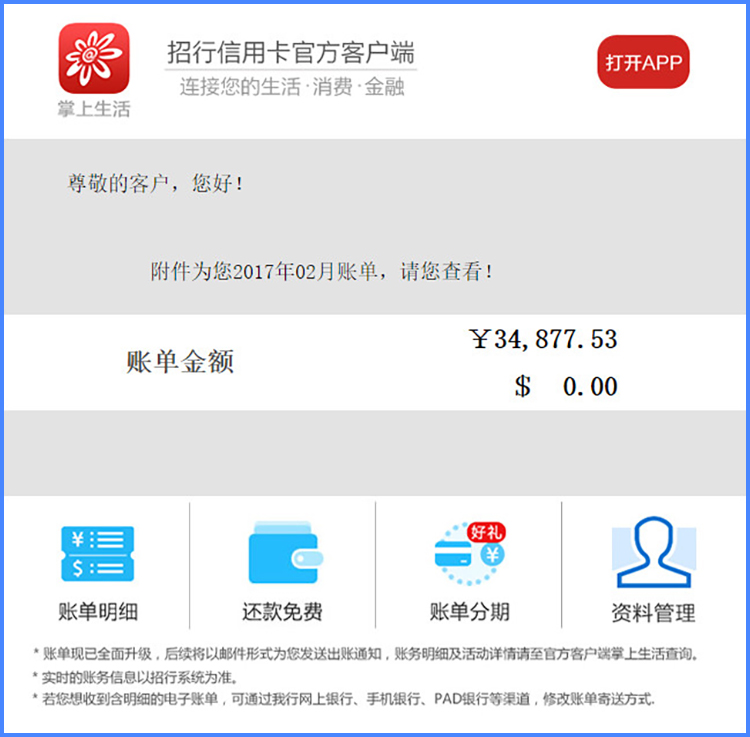 招行信用卡官方客户端
连接您的生活·消费·金融
打开APP
掌上生活
尊敬的客户，您好！
附件为您2017年02月账单，请您查看！
账单金额
￥34,877.53
$ 0.00
好礼
¥
$
¥
账单明细
还款免费
账单分期
资料管理
* 账单现已全面升级，后续将以邮件形式为您发送出账通知，账务明细及活动详情请至官方客户端掌上生活查询。
* 实时的账务信息以招行系统为准。
* 若您想收到含明细的电子账单，可通过我行网上银行、手机银行、PAD银行等渠道，修改账单寄送方式.